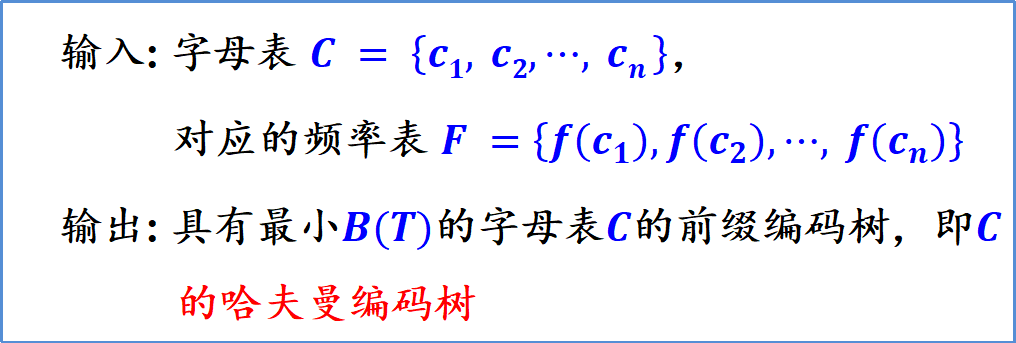 输入: 字母表 C = {c₁, c₂, ⋯, cₙ},
对应的频率表 F = {f(c₁), f(c₂), ⋯, f(cₙ)}
输出: 具有最小B(T)的字母表C的前缀编码树，即C
的哈夫曼编码树